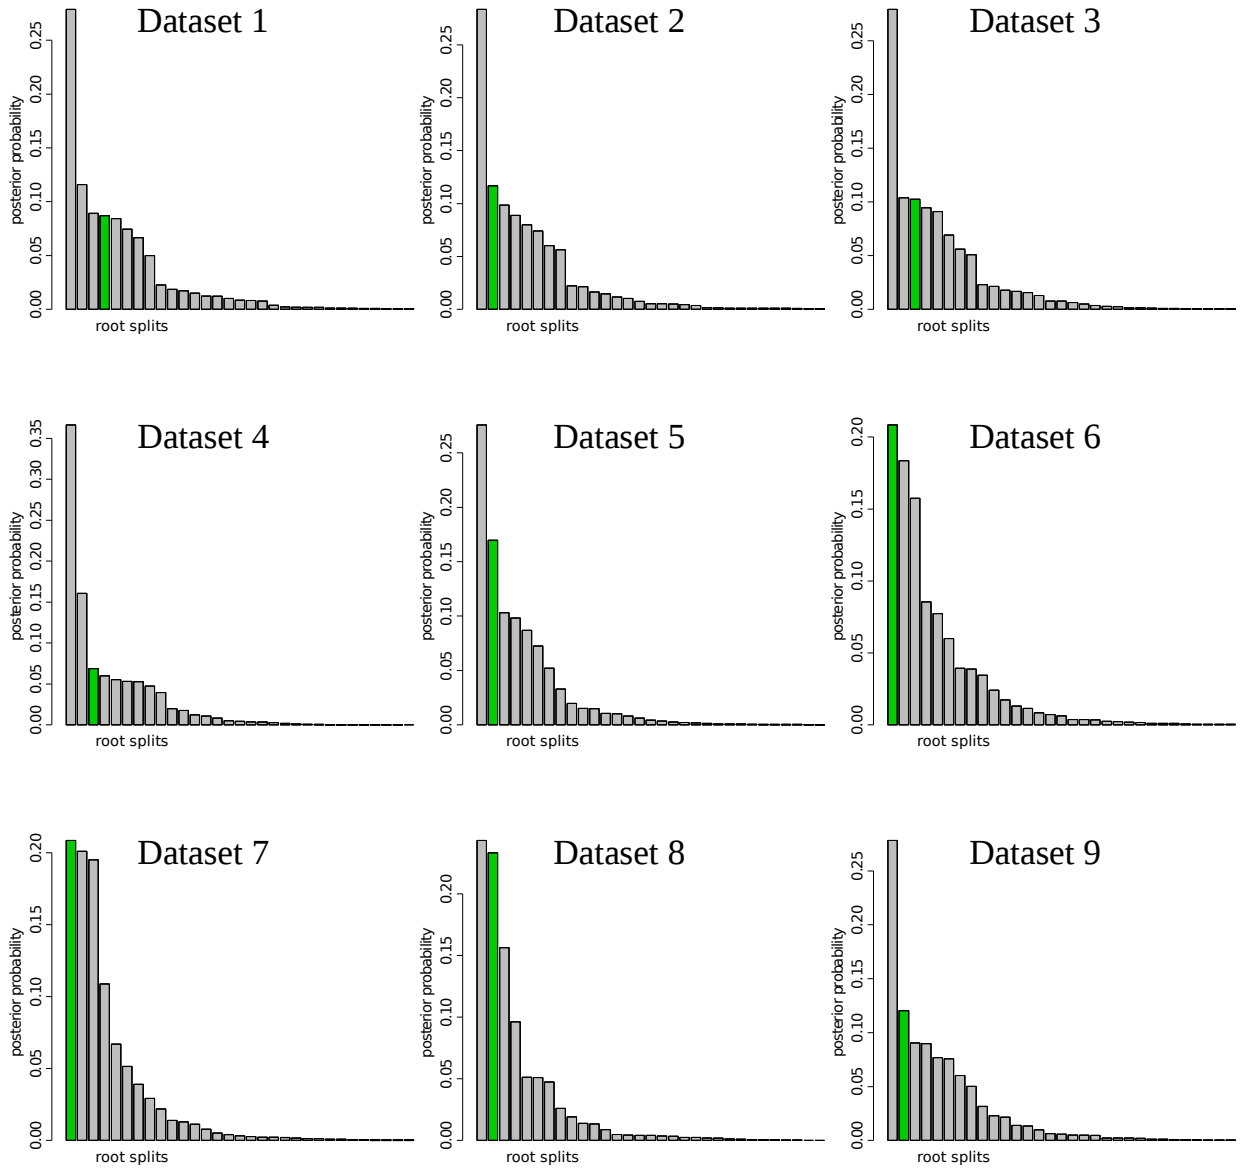 Dataset 1
posterior probability
0.00 0.05 0.10 0.15 0.20 0.25
root splits
Dataset 2
posterior probability
0.00 0.05 0.10 0.15 0.20 0.25
root splits
Dataset 3
posterior probability
0.00 0.05 0.10 0.15 0.20 0.25
root splits
Dataset 4
posterior probability
0.00 0.05 0.10 0.15 0.20 0.25 0.30 0.35
root splits
Dataset 5
posterior probability
0.00 0.05 0.10 0.15 0.20 0.25
root splits
Dataset 6
posterior probability
0.00 0.05 0.10 0.15 0.20
root splits
Dataset 7
posterior probability
0.00 0.05 0.10 0.15 0.20
root splits
Dataset 8
posterior probability
0.00 0.05 0.10 0.15 0.20
root splits
Dataset 9
posterior probability
0.00 0.05 0.10 0.15 0.20 0.25
root splits